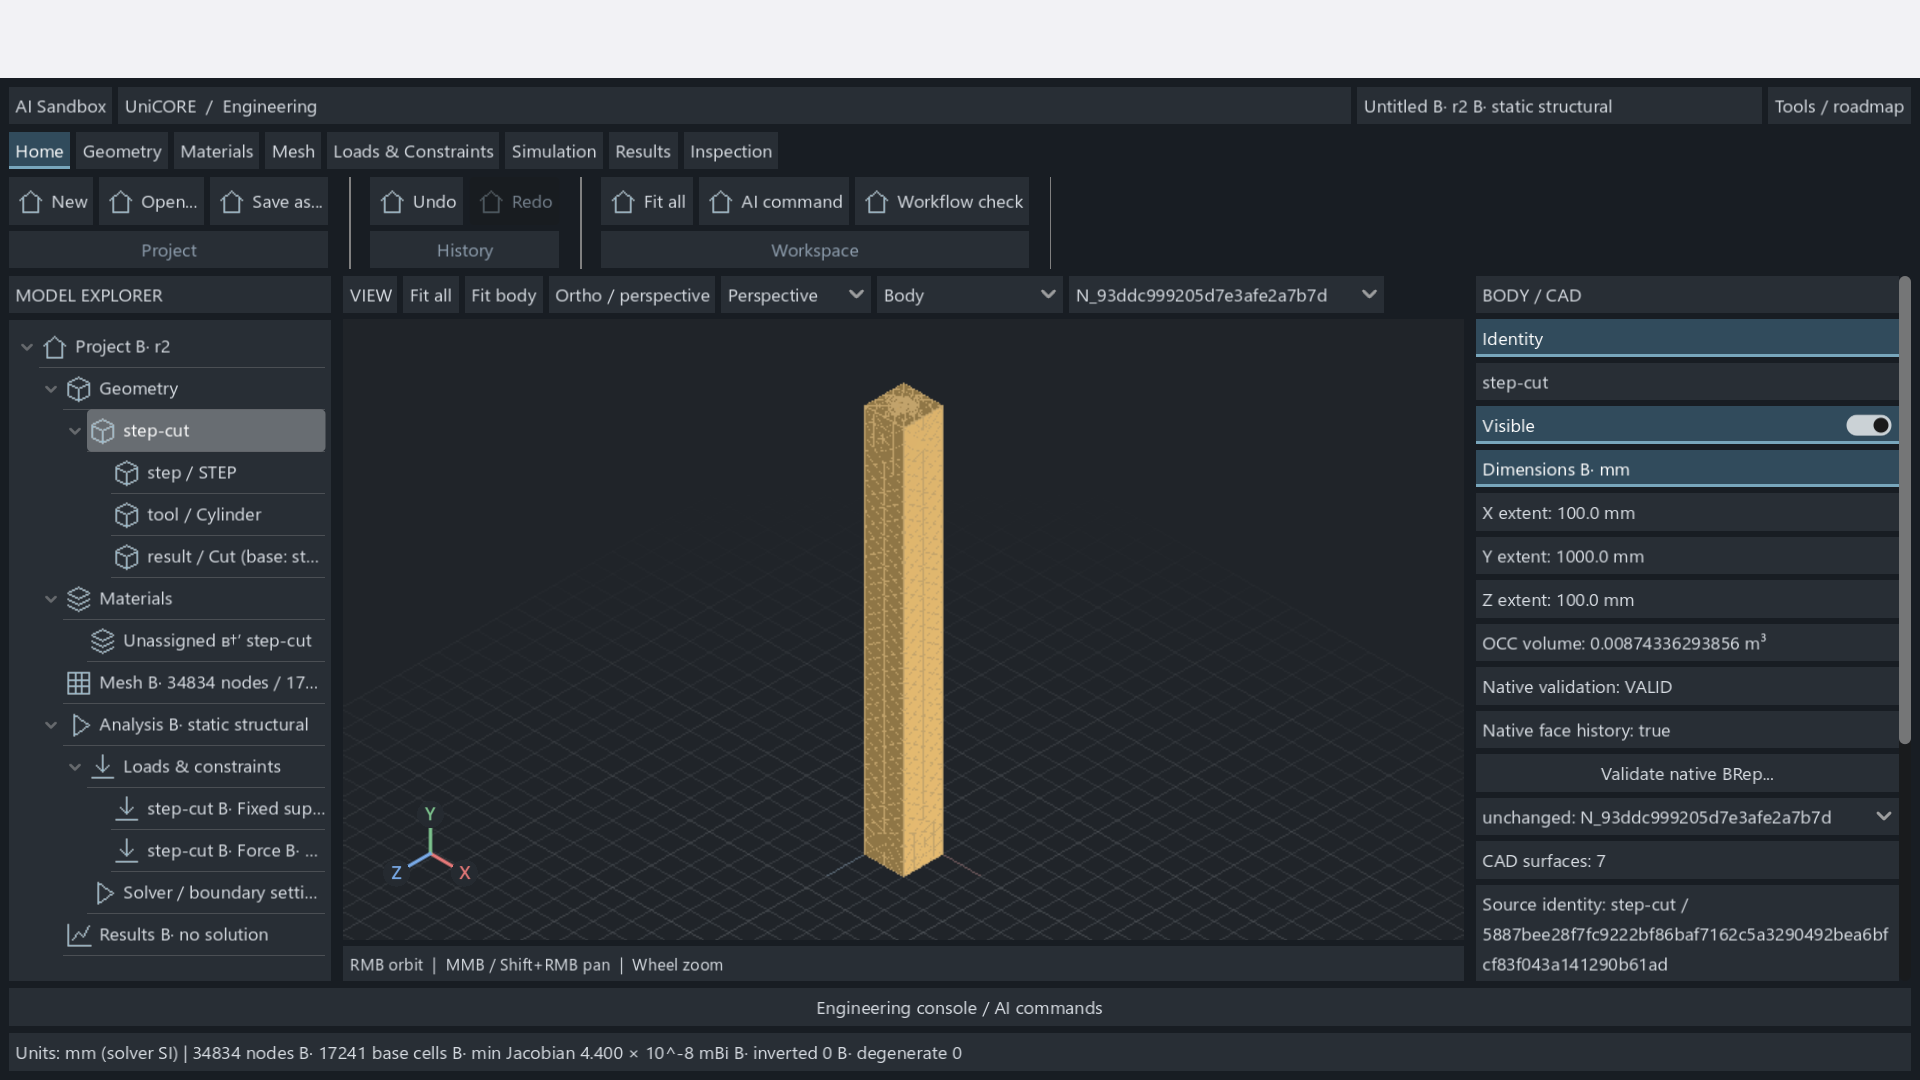 AI Sandbox
UniCORE / Engineering
Untitled В· r2 В· static structural
Tools / roadmap
Home
Geometry
Materials
Mesh
Loads & Constraints
Simulation
Results
Inspection
New
Open...
Save as...
Undo
Redo
Fit all
AI command
Workflow check
Project
History
Workspace
MODEL EXPLORER
Project В· r2
Geometry
step-cut
step / STEP
tool / Cylinder
result / Cut (base: st...
Materials
Unassigned в†’ step-cut
Mesh В· 34834 nodes / 17...
Analysis В· static structural
Loads & constraints
step-cut В· Fixed sup...
step-cut В· Force В· ...
Solver / boundary setti...
Results В· no solution
VIEW
Fit all
Fit body
Ortho / perspective
Perspective
Body
N_93ddc999205d7e3afe2a7b7d
Y
Z
X
RMB orbit | MMB / Shift+RMB pan | Wheel zoom
BODY / CAD
Identity
step-cut
Visible
Dimensions В· mm
X extent: 100.0 mm
Y extent: 1000.0 mm
Z extent: 100.0 mm
OCC volume: 0.00874336293856 m³
Native validation: VALID
Native face history: true
Validate native BRep...
unchanged: N_93ddc999205d7e3afe2a7b7d
CAD surfaces: 7
Source identity: step-cut /
5887bee28f7fc9222bf86baf7162c5a3290492bea6bf
cf83f043a141290b61ad
Engineering console / AI commands
Units: mm (solver SI) | 34834 nodes В· 17241 base cells В· min Jacobian 4.400 × 10^-8 mВі В· inverted 0 В· degenerate 0